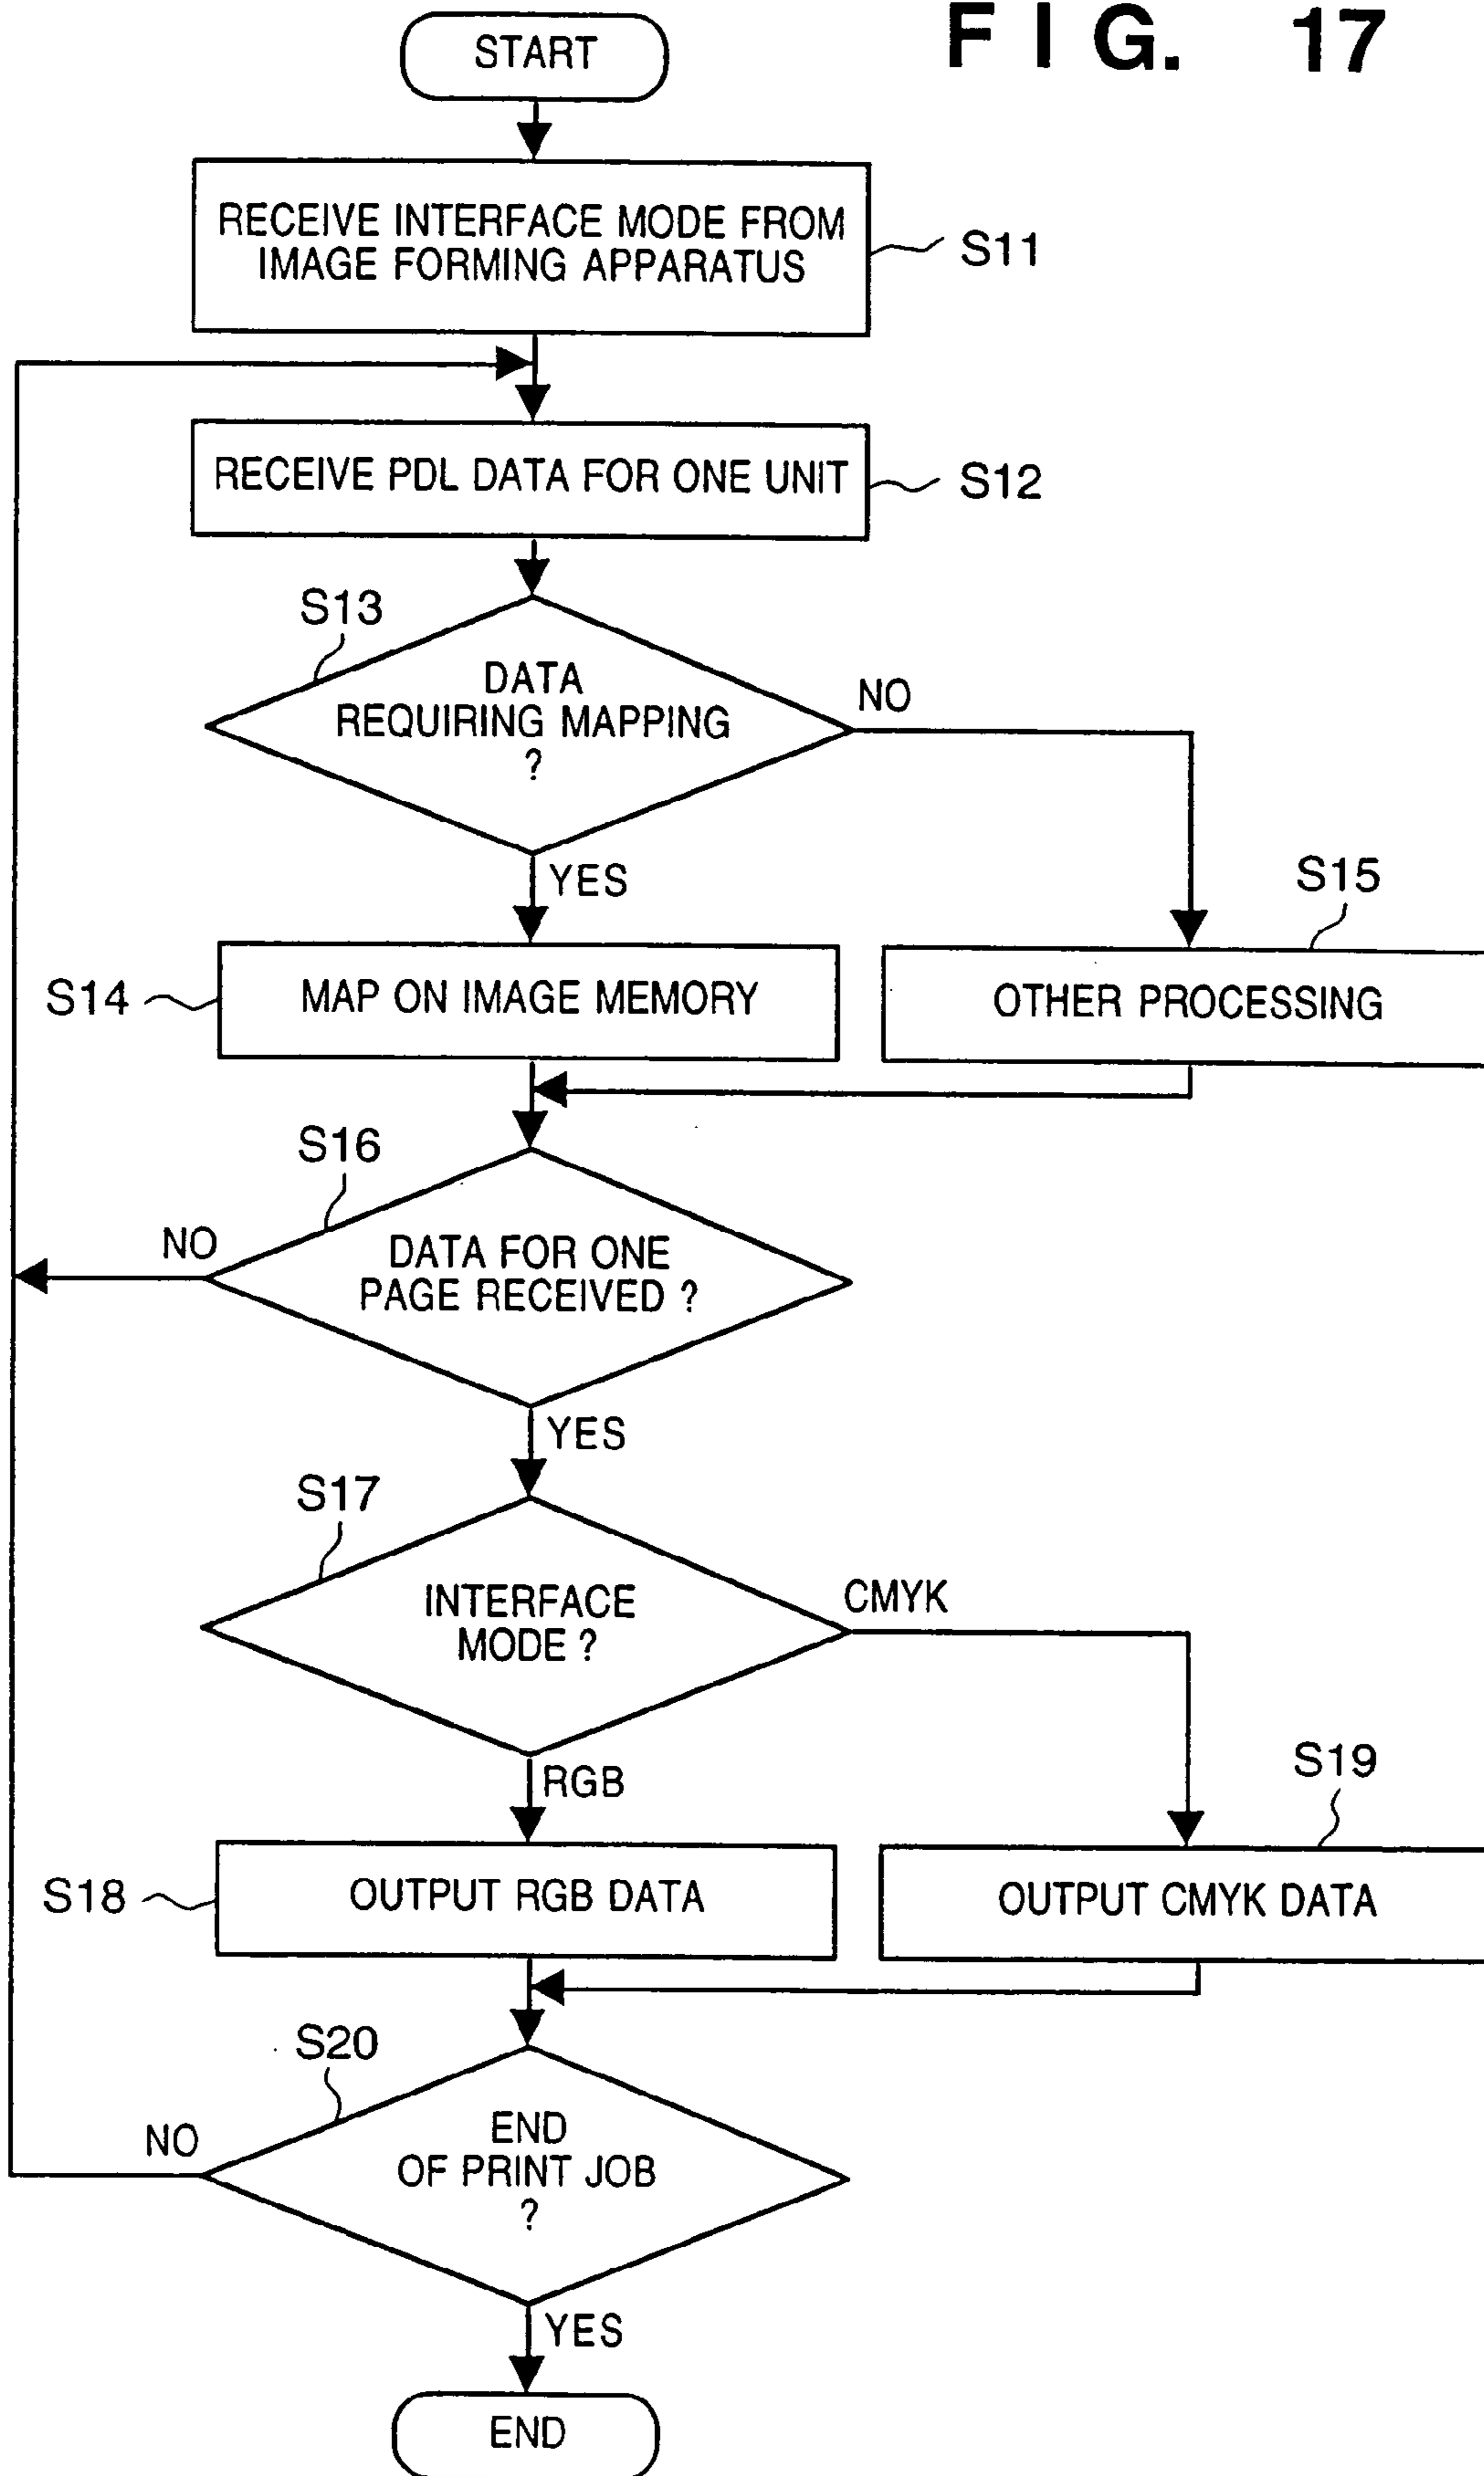 FIG. 17
START
RECEIVE INTERFACE MODE FROM
IMAGE FORMING APPARATUS
S11
RECEIVE PDL DATA FOR ONE UNIT
S12
S13
DATA
REQUIRING MAPPING
?
NO
YES
S15
S14
MAP ON IMAGE MEMORY
OTHER PROCESSING
S16
NO
DATA FOR ONE
PAGE RECEIVED ?
YES
S17
INTERFACE
MODE ?
CMYK
RGB
S19
S18
OUTPUT RGB DATA
OUTPUT CMYK DATA
S20
NO
END
OF PRINT JOB
?
YES
END